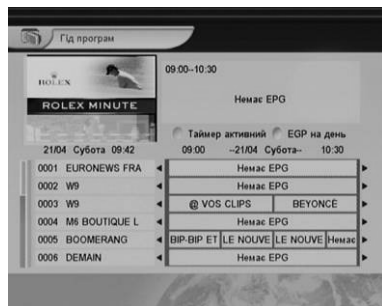 Гід програм
ROLEX
ROLEX MINUTE
09:00--10:30
Немає EPG
Таймер активний EGP на день
21/04 Субота 09:42
09:00 --21/04 Субота-- 10:30
0001 EURONEWS FRA Немає EPG
0002 W9 Немає EPG
0003 W9 @ VOS CLIPS BEYONCÉ
0004 M6 BOUTIQUE L Немає EPG
0005 BOOMERANG BIP-BIP ET LE NOUVE LE NOUVE Немає
0006 DEMAIN Немає EPG